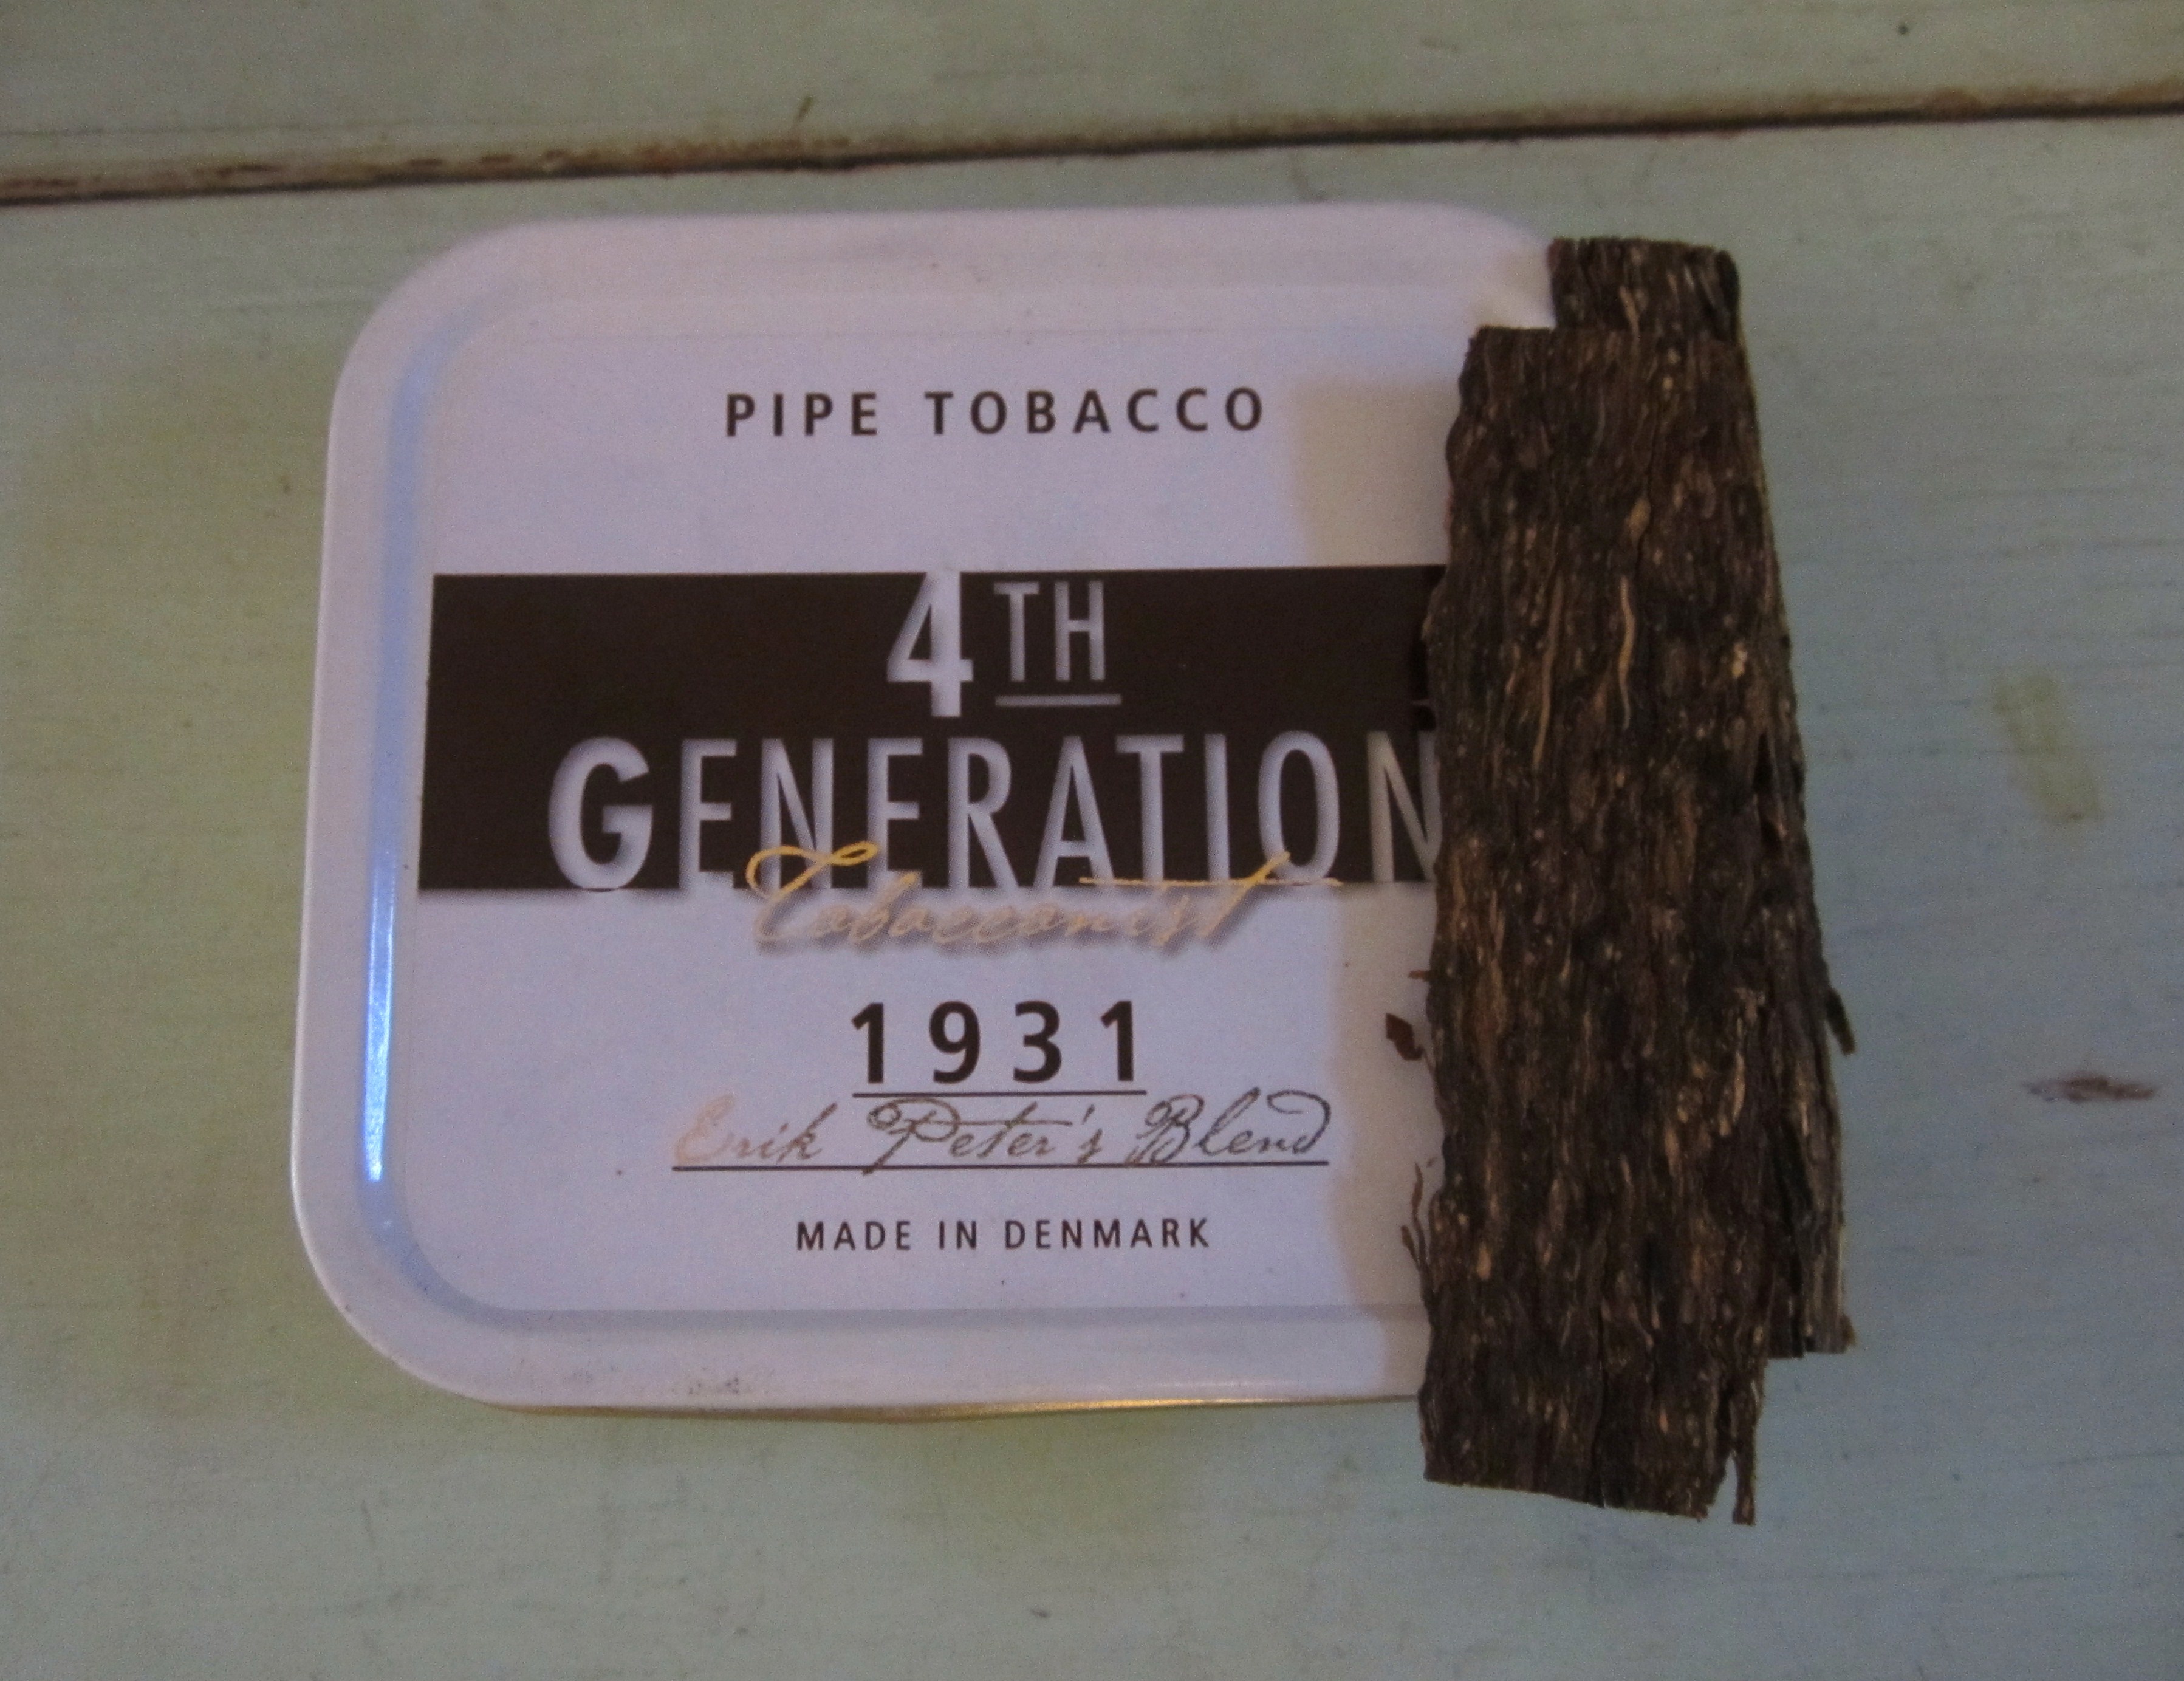 PIPE TOBACCO
4TH
GENERATION
Tobacconist
1931
Erik Peter's Blend
MADE IN DENMARK